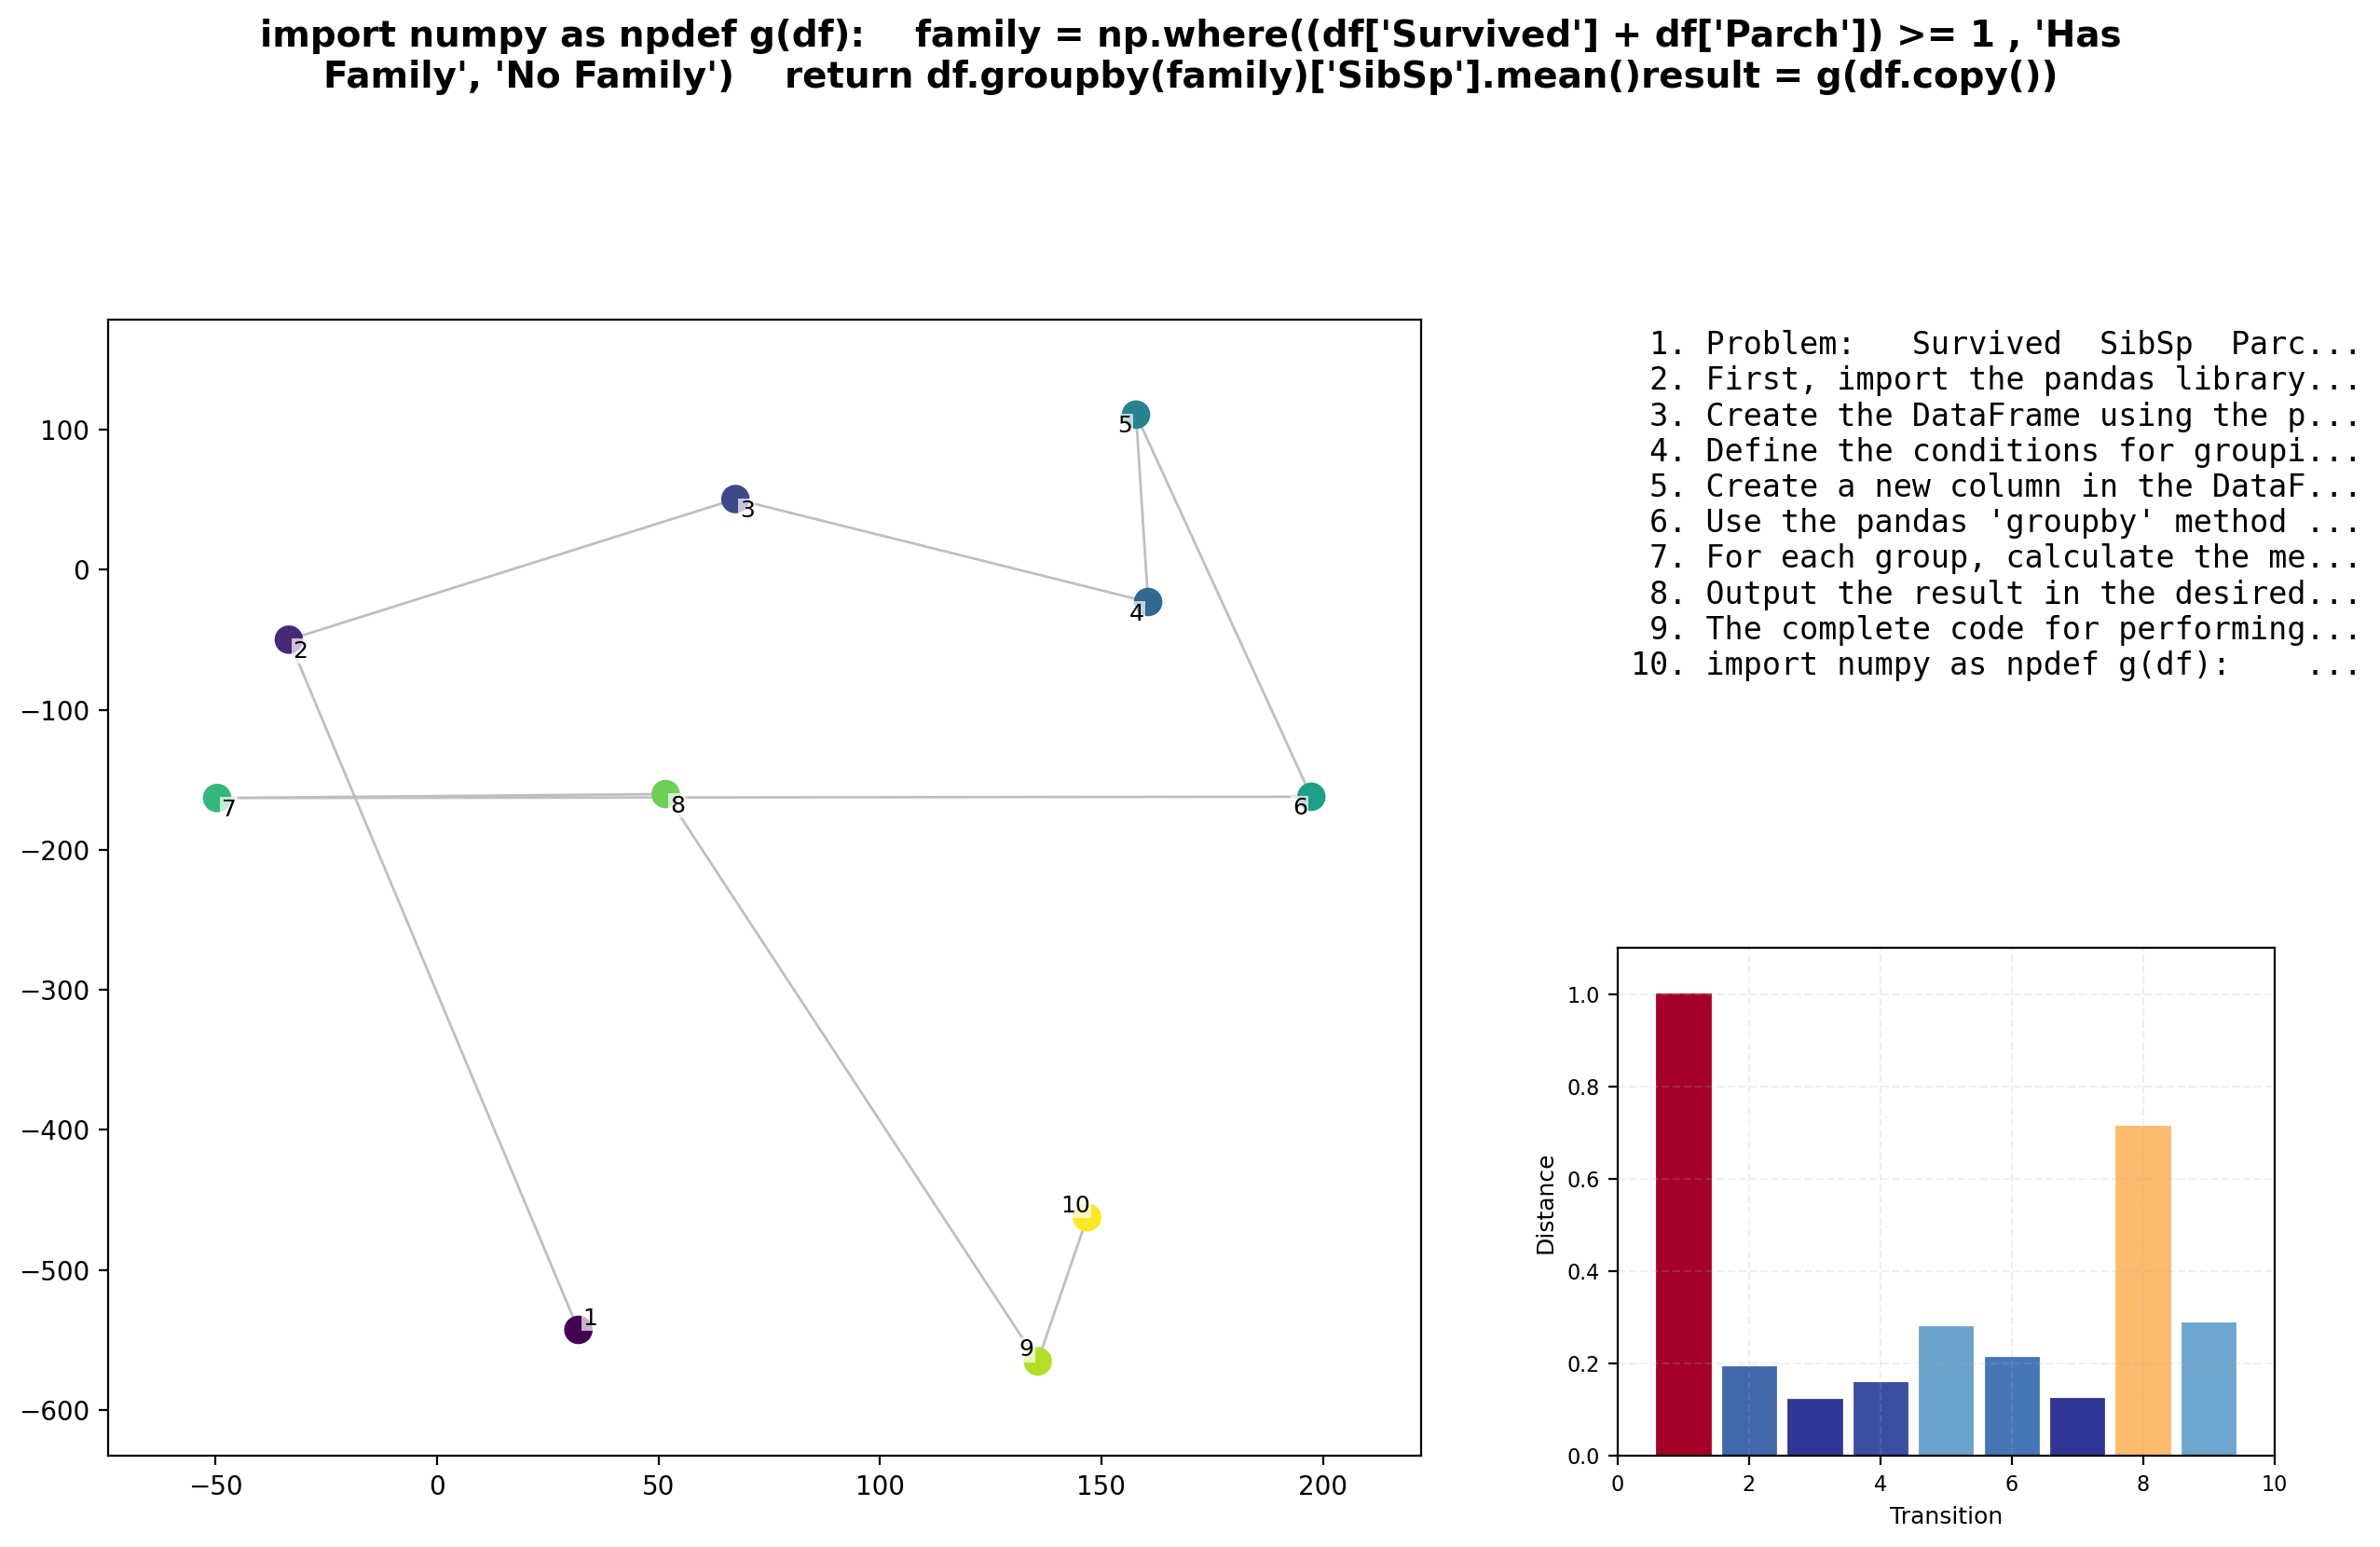 import numpy as npdef g(df):    family = np.where((df['Survived'] + df['Parch']) >= 1 , 'Has
Family', 'No Family')    return df.groupby(family)['SibSp'].mean()result = g(df.copy())
100
0
−100
−200
−300
−400
−500
−600
−50
0
50
100
150
200
1
2
3
4
5
6
7
8
9
10
1. Problem:   Survived  SibSp  Parc...
2. First, import the pandas library...
3. Create the DataFrame using the p...
4. Define the conditions for groupi...
5. Create a new column in the DataF...
6. Use the pandas 'groupby' method ...
7. For each group, calculate the me...
8. Output the result in the desired...
9. The complete code for performing...
10. import numpy as npdef g(df):    ...
Distance
1.0
0.8
0.6
0.4
0.2
0.0
0
2
4
6
8
10
Transition